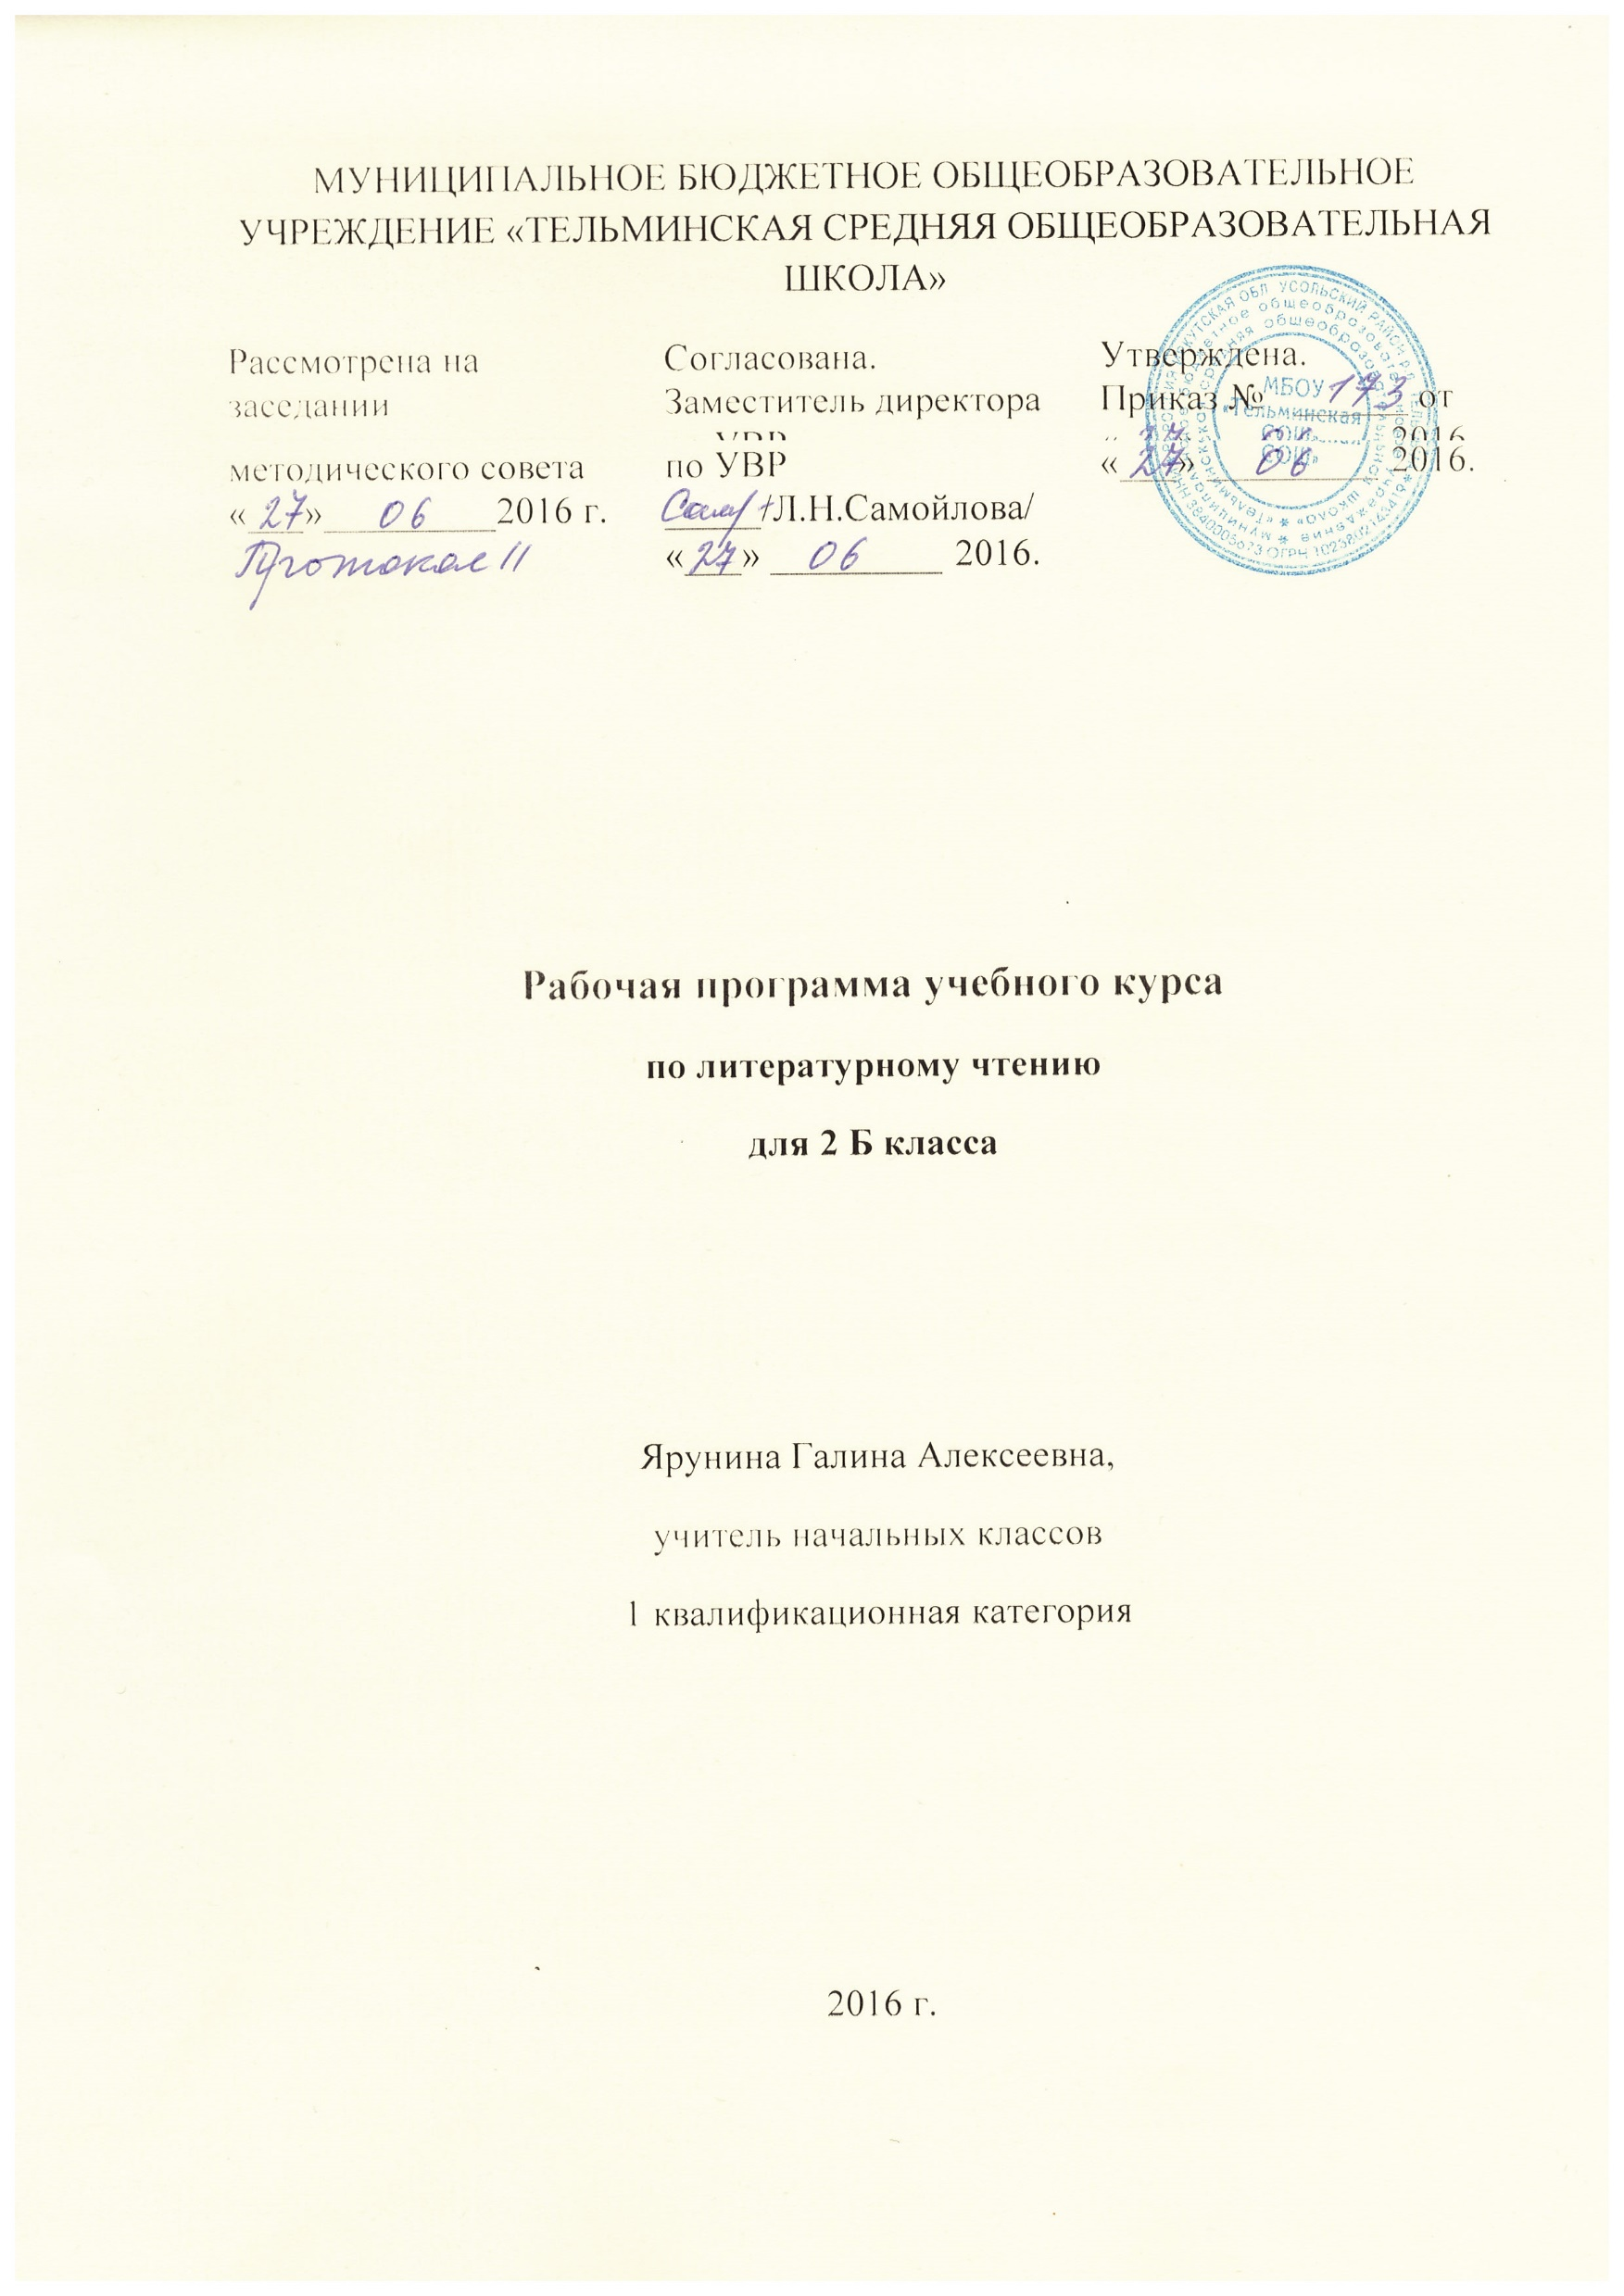 МУНИЦИПАЛЬНОЕ БЮДЖЕТНОЕ ОБЩЕОБРАЗОВАТЕЛЬНОЕ
УЧРЕЖДЕНИЕ «ТЕЛЬМИНСКАЯ СРЕДНЯЯ ОБЩЕОБРАЗОВАТЕЛЬНАЯ
ШКОЛА»
Рассмотрена на
заседании
методического совета
«27» 06 2016 г.
Протокол 11
Согласована.
Заместитель директора
по УВР
/Л.Н.Самойлова/
«27» 06 2016.
Утверждена.
Приказ № 173 от
«27» 06 2016.
МБОУ
«Тельминская
СОШ»
Рабочая программа учебного курса
по литературному чтению
для 2 Б класса
Ярунина Галина Алексеевна,
учитель начальных классов
1 квалификационная категория
2016 г.